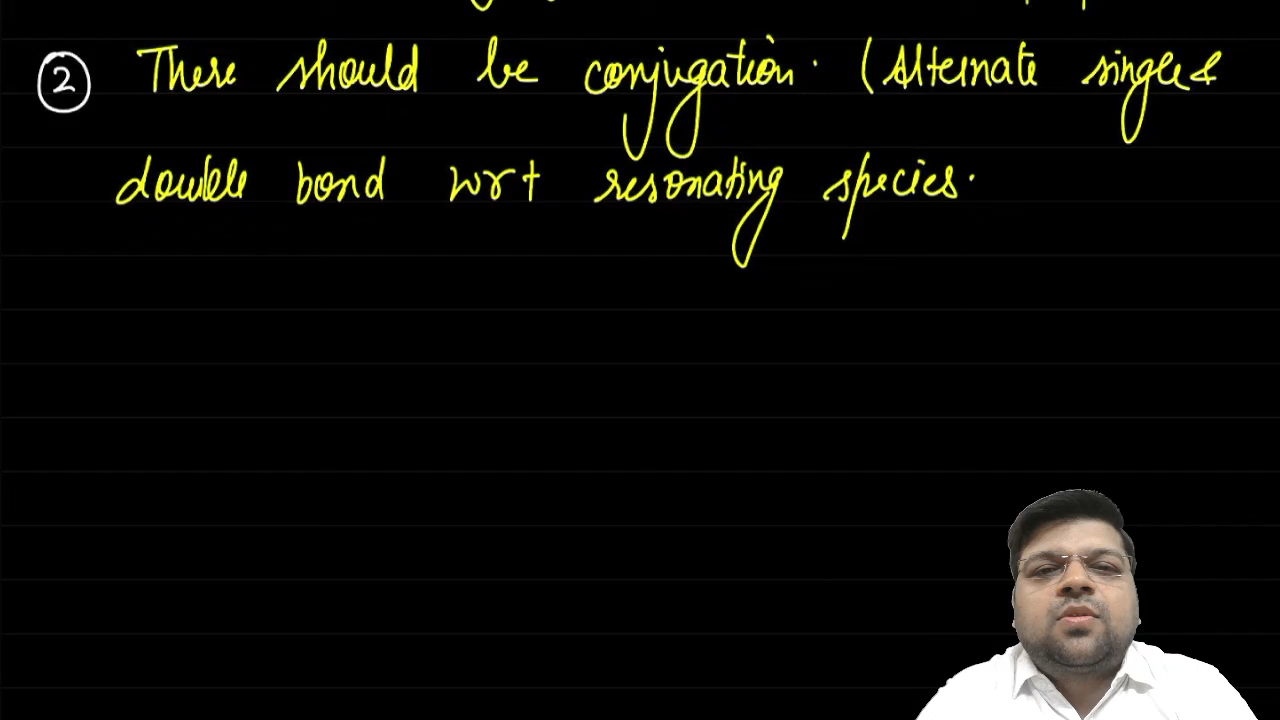 ② There should be conjugation. (Alternate single &
double bond wrt resonating species.